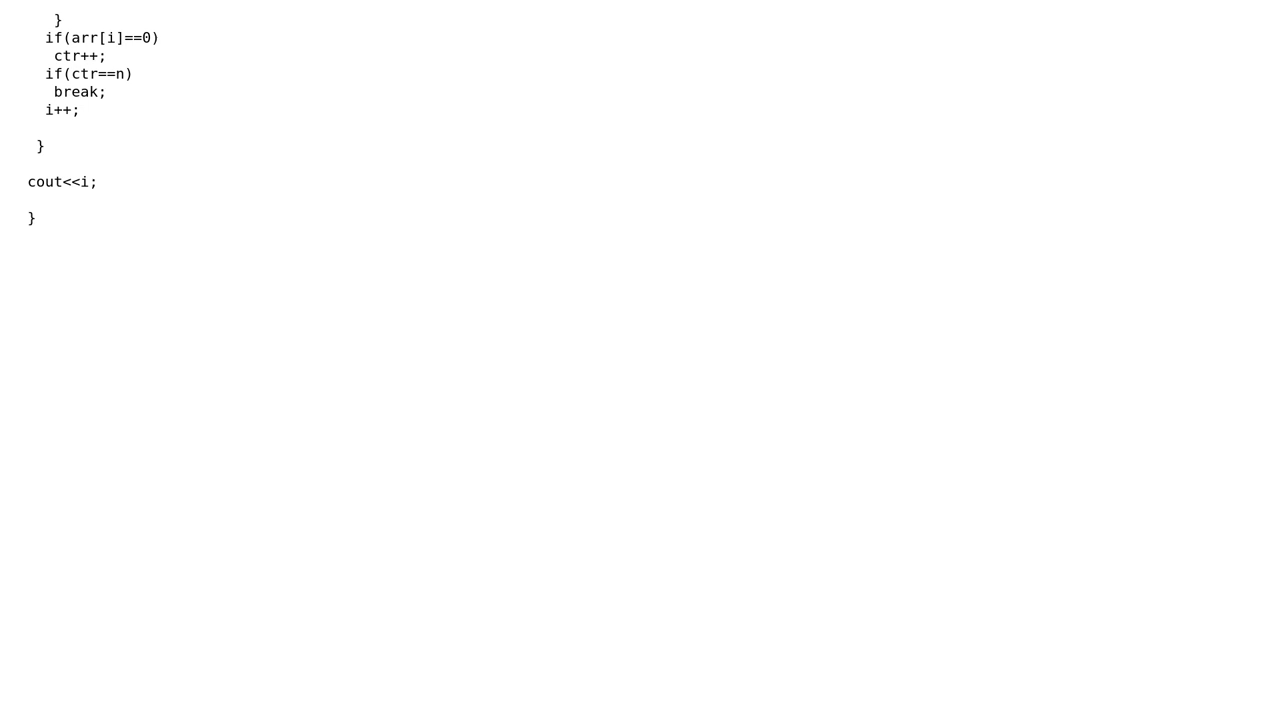 }
  if(arr[i]==0)
   ctr++;
  if(ctr==n)
   break;
  i++;

 }

cout<<i;

}